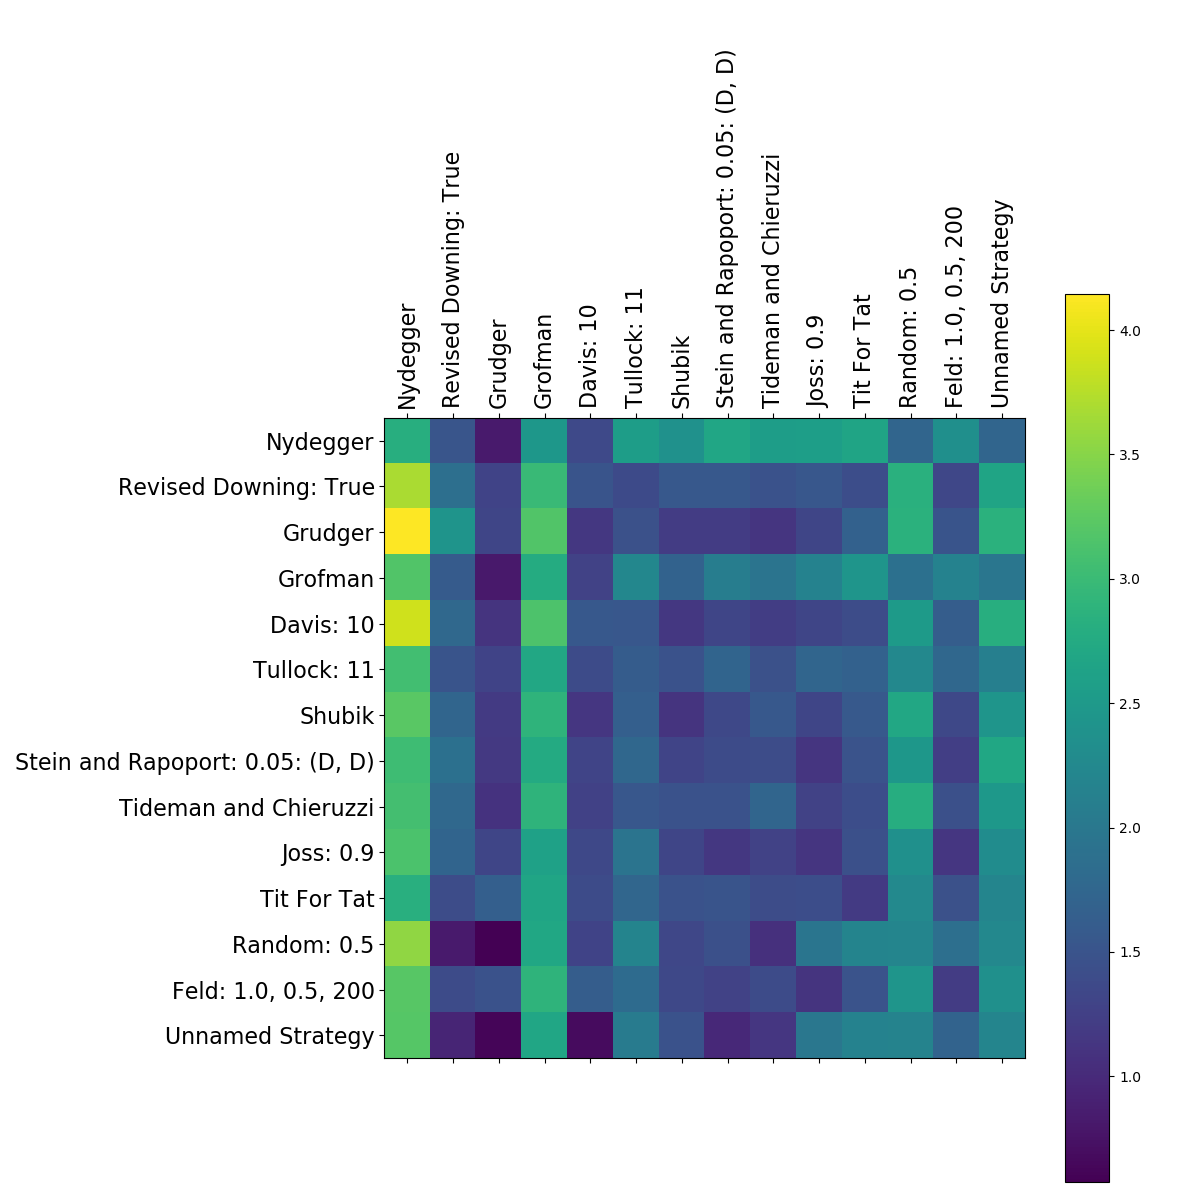 Nydegger
Revised Downing: True
Grudger
Grofman
Davis: 10
Tullock: 11
Shubik
Stein and Rapoport: 0.05: (D, D)
Tideman and Chieruzzi
Joss: 0.9
Tit For Tat
Random: 0.5
Feld: 1.0, 0.5, 200
Unnamed Strategy
Nydegger
Revised Downing: True
Grudger
Grofman
Davis: 10
Tullock: 11
Shubik
Stein and Rapoport: 0.05: (D, D)
Tideman and Chieruzzi
Joss: 0.9
Tit For Tat
Random: 0.5
Feld: 1.0, 0.5, 200
Unnamed Strategy
4.0
3.5
3.0
2.5
2.0
1.5
1.0